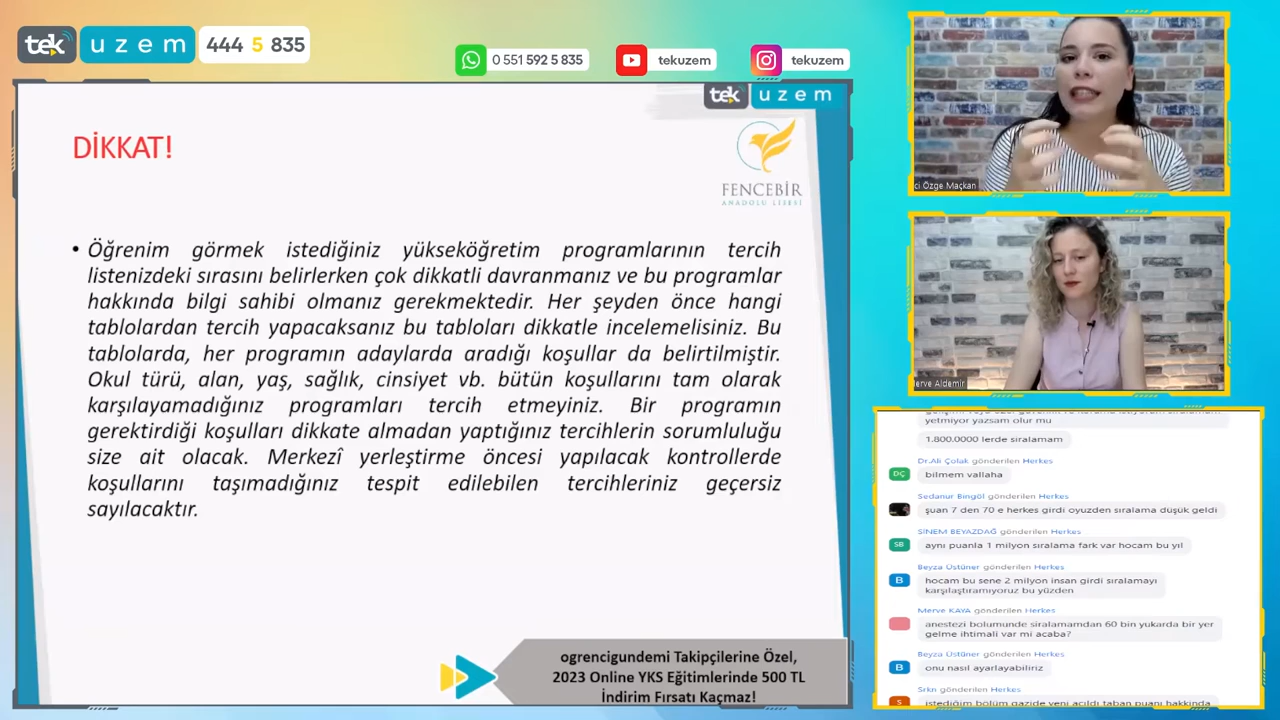 tek uzem 444 5 835
0 551 592 5 835
tekuzem
tekuzem
tek uzem
DİKKAT!
FENCEBİR
ANADOLU LİSESİ
• Öğrenim görmek istediğiniz yükseköğretim programlarının tercih
listenizdeki sırasını belirlerken çok dikkatli davranmanız ve bu programlar
hakkında bilgi sahibi olmanız gerekmektedir. Her şeyden önce hangi
tablolardan tercih yapacaksanız bu tabloları dikkatle incelemelisiniz. Bu
tablolarda, her programın adaylarda aradığı koşullar da belirtilmiştir.
Okul türü, alan, yaş, sağlık, cinsiyet vb. bütün koşullarını tam olarak
karşılayamadığınız programları tercih etmeyiniz. Bir programın
gerektirdiği koşulları dikkate almadan yaptığınız tercihlerin sorumluluğu
size ait olacak. Merkezî yerleştirme öncesi yapılacak kontrollerde
koşullarını taşımadığınız tespit edilebilen tercihleriniz geçersiz
sayılacaktır.
ogrencigundemi Takipçilerine Özel,
2023 Online YKS Eğitimlerinde 500 TL
İndirim Fırsatı Kaçmaz!
ci Özge Maçkan
Merve Aldemir
yetmiyor yazsam olur mu
1.800.0000 lerde sıralamam
Dr.Ali Çolak gönderilen Herkes
DÇ
bilmem vallaha
Sedanur Bingöl gönderilen Herkes
şuan 7 den 70 e herkes girdi oyuzden sıralama düşük geldi
SİNEM BEYAZDAĞ gönderilen Herkes
SB
aynı puanla 1 milyon sıralama fark var hocam bu yıl
Beyza Üstüner gönderilen Herkes
B
hocam bu sene 2 milyon insan girdi sıralamayı
karşılaştıramıyoruz bu yüzden
Merve KAYA gönderilen Herkes
anestezi bolumunde siralamamdan 60 bin yukarda bir yer
gelme ihtimali var mi acaba?
Beyza Üstüner gönderilen Herkes
B
onu nasıl ayarlayabiliriz
Srkn gönderilen Herkes
S
istediğim bölüm gazide yeni açıldı taban puanı hakkında